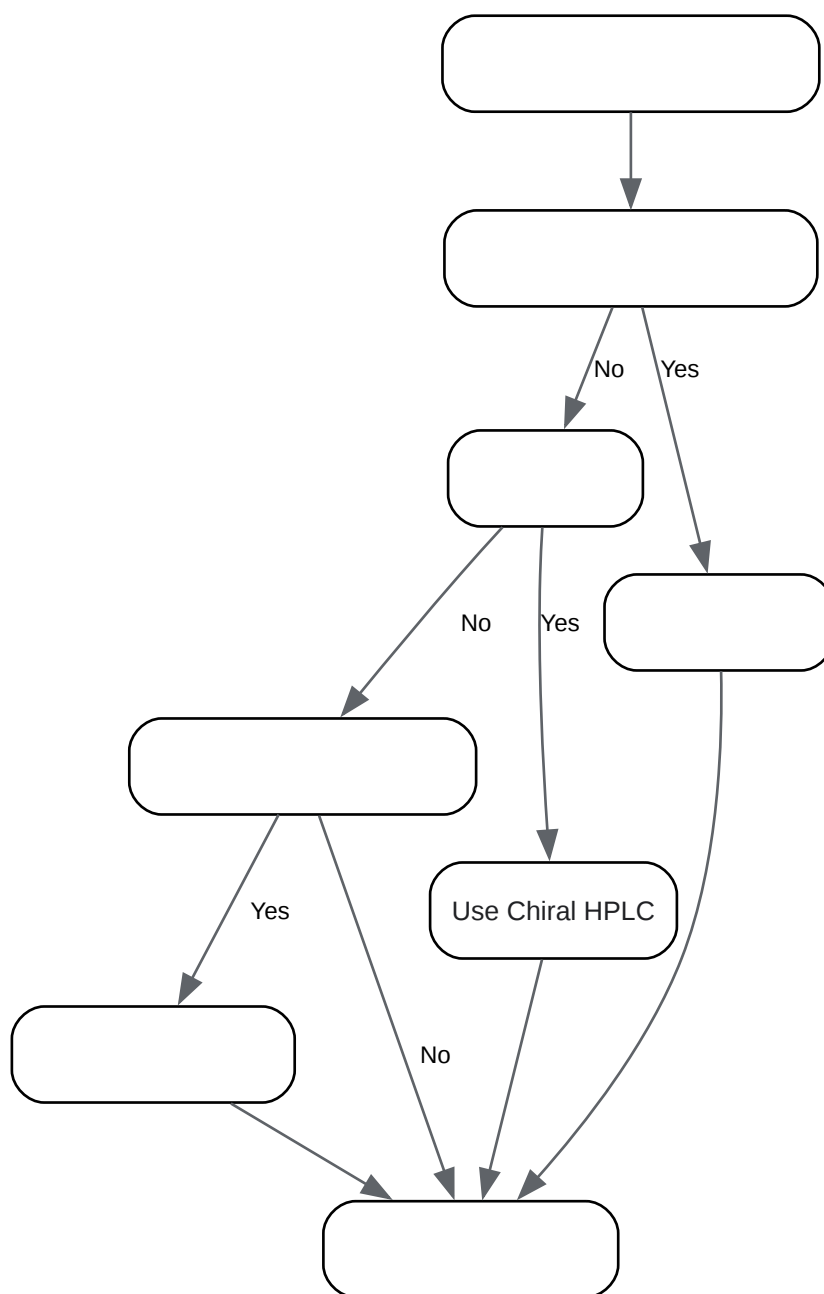 No
Yes
No
Yes
Use Chiral HPLC
Yes
No